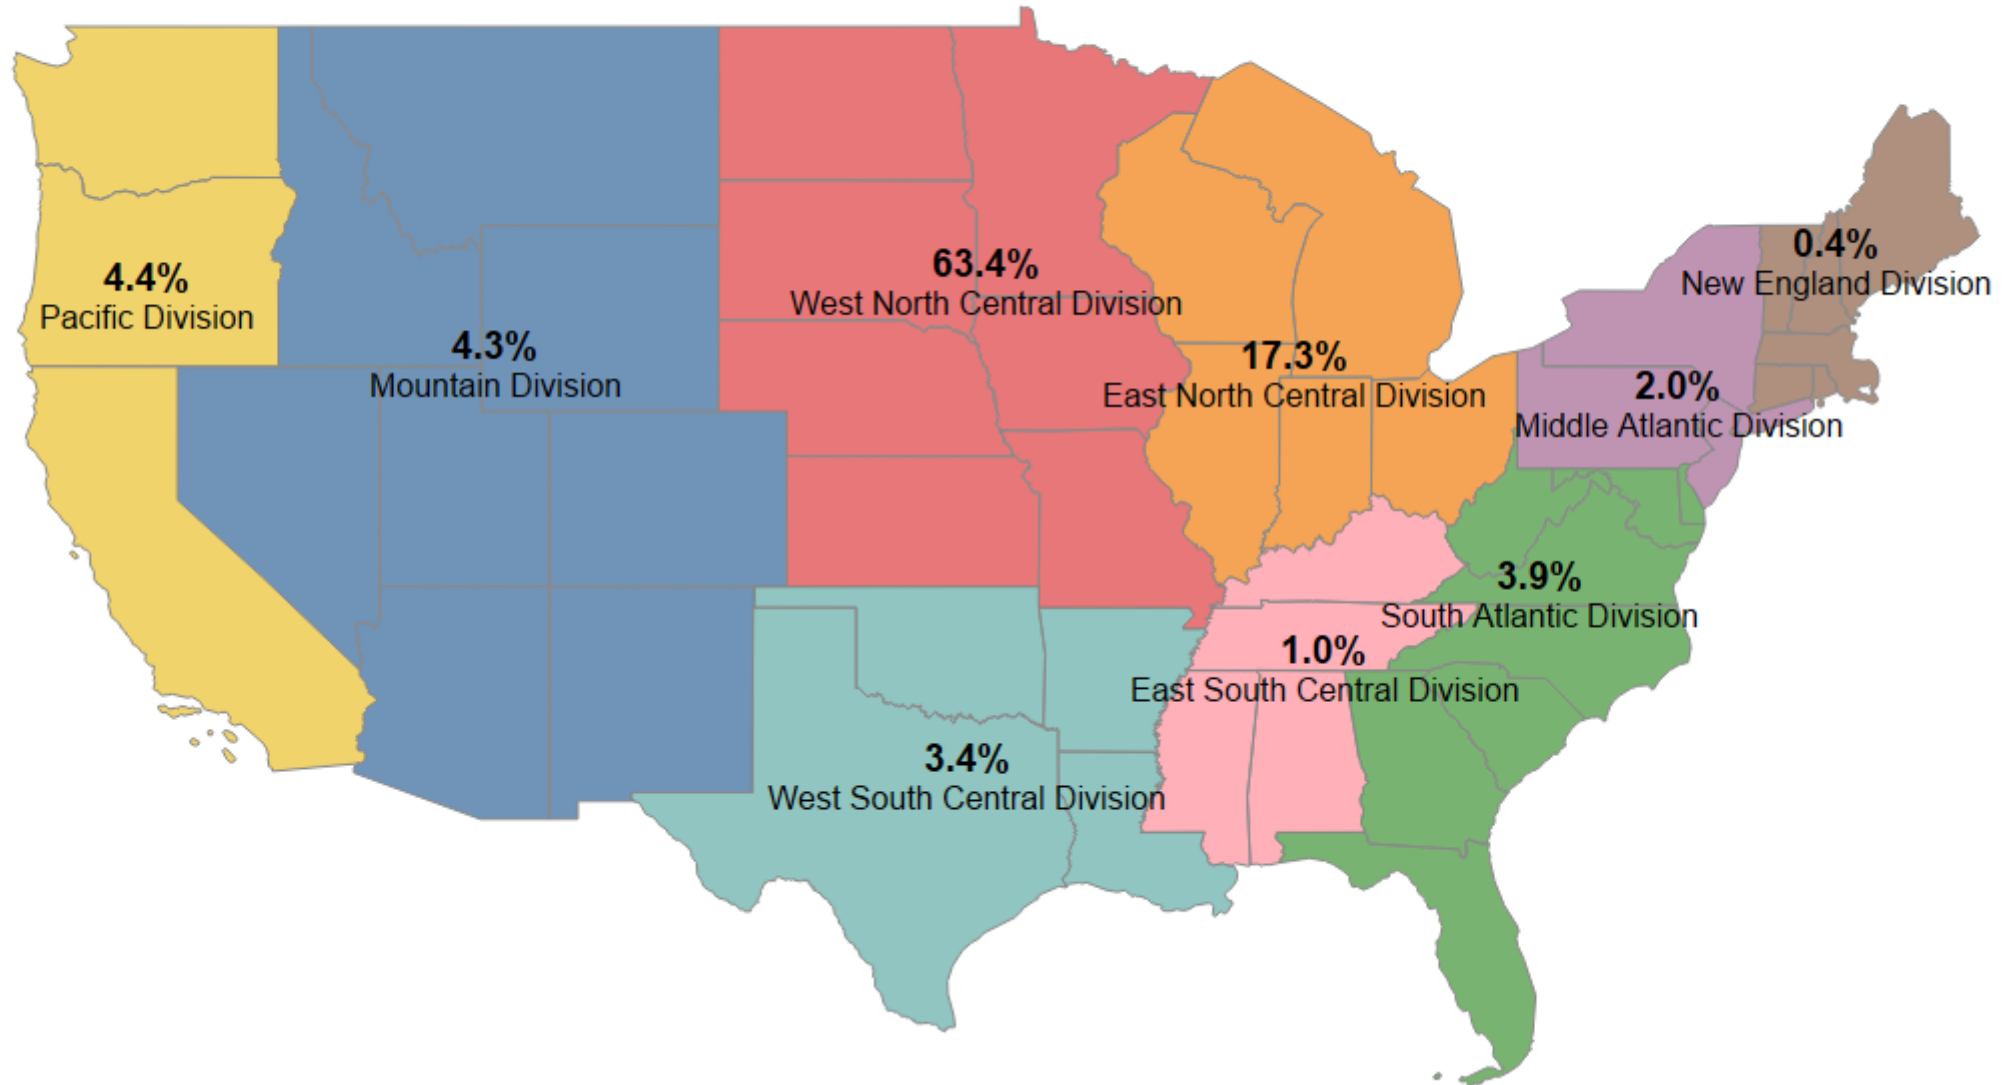 0.4%
New England Division
63.4%
West North Central Division
4.4%
Pacific Division
4.3%
Mountain Division
17.3%
East North Central Division
2.0%
Middle Atlantic Division
3.9%
South Atlantic Division
1.0%
East South Central Division
3.4%
West South Central Division